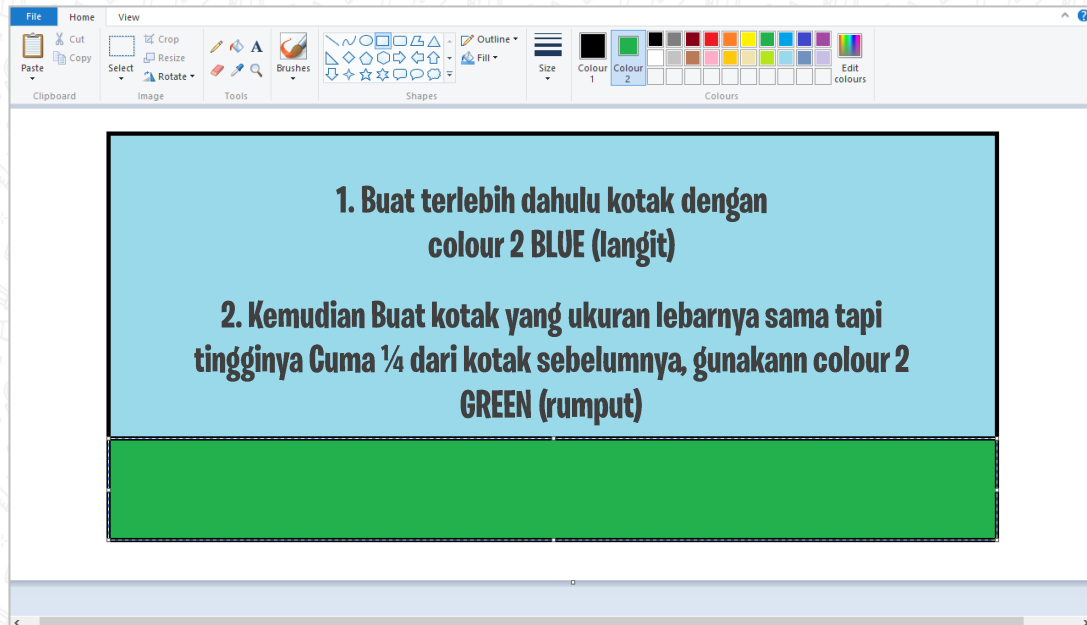 File Home View
Cut
Copy
Paste
Clipboard
Crop
Resize
Rotate
Select
Image
A
Tools
Brushes
Outline
Fill
Shapes
Size
Colour
1
Colour
2
Edit
colours
Colours
1. Buat terlebih dahulu kotak dengan
colour 2 BLUE (langit)
2. Kemudian Buat kotak yang ukuran lebarnya sama tapi
tingginya Cuma ¼ dari kotak sebelumnya, gunakann colour 2
GREEN (rumput)